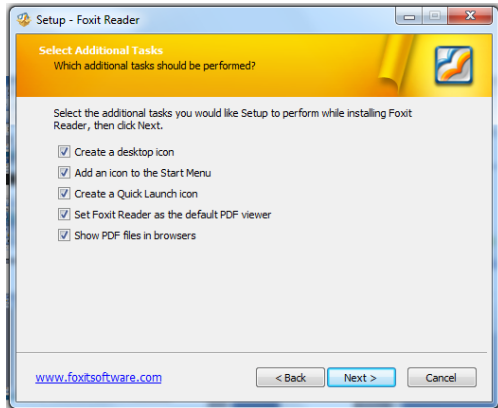 Setup - Foxit Reader
Select Additional Tasks
Which additional tasks should be performed?
Select the additional tasks you would like Setup to perform while installing Foxit
Reader, then click Next.
Create a desktop icon
Add an icon to the Start Menu
Create a Quick Launch icon
Set Foxit Reader as the default PDF viewer
Show PDF files in browsers
www.foxitsoftware.com
< Back
Next >
Cancel